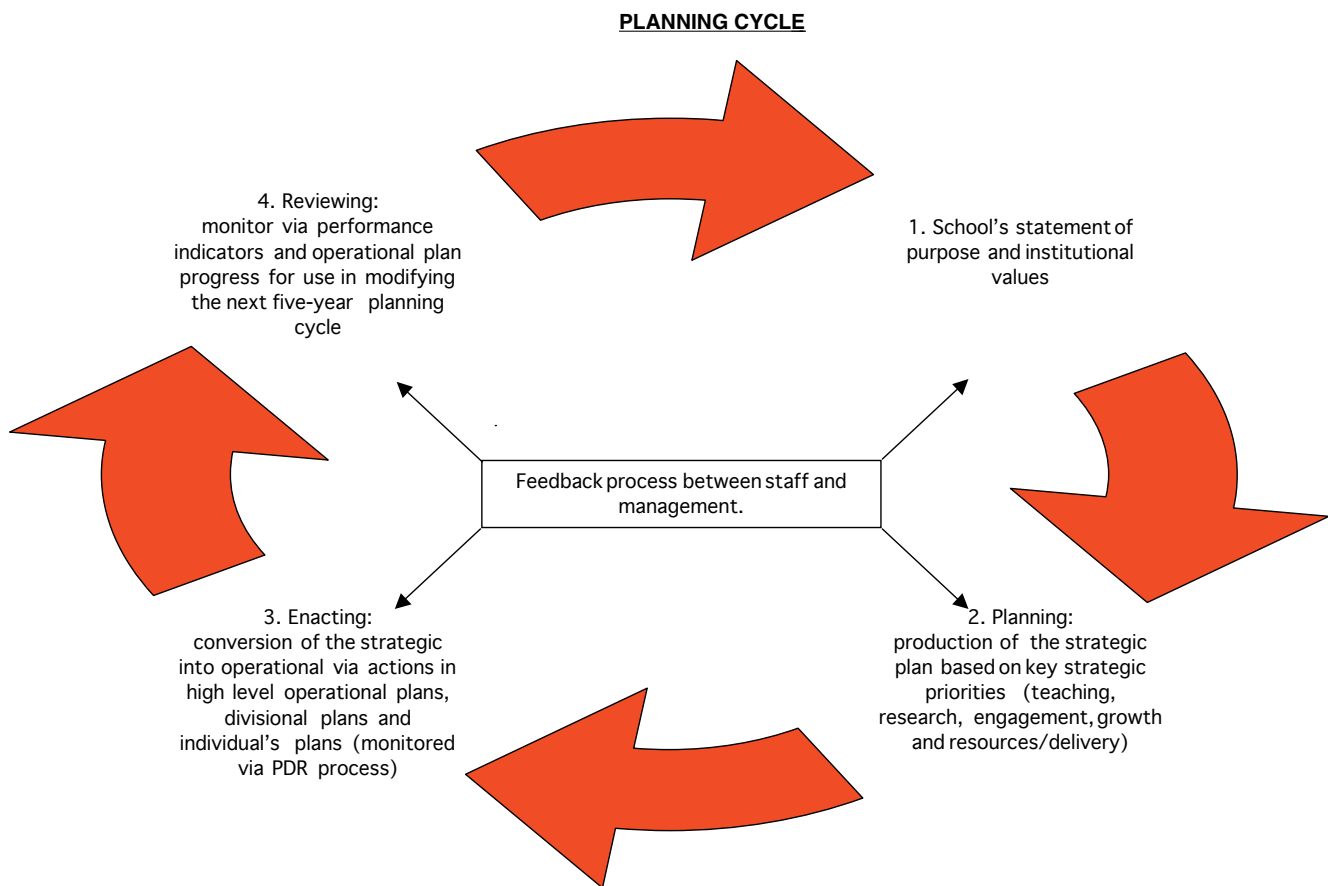 PLANNING CYCLE
4. Reviewing:
monitor via performance
indicators and operational plan
progress for use in modifying
the next five-year planning
cycle
1. School’s statement of
purpose and institutional
values
Feedback process between staff and
management.
3. Enacting:
conversion of the strategic
into operational via actions in
high level operational plans,
divisional plans and
individual’s plans (monitored
via PDR process)
2. Planning:
production of the strategic
plan based on key strategic
priorities (teaching,
research, engagement, growth
and resources/delivery)